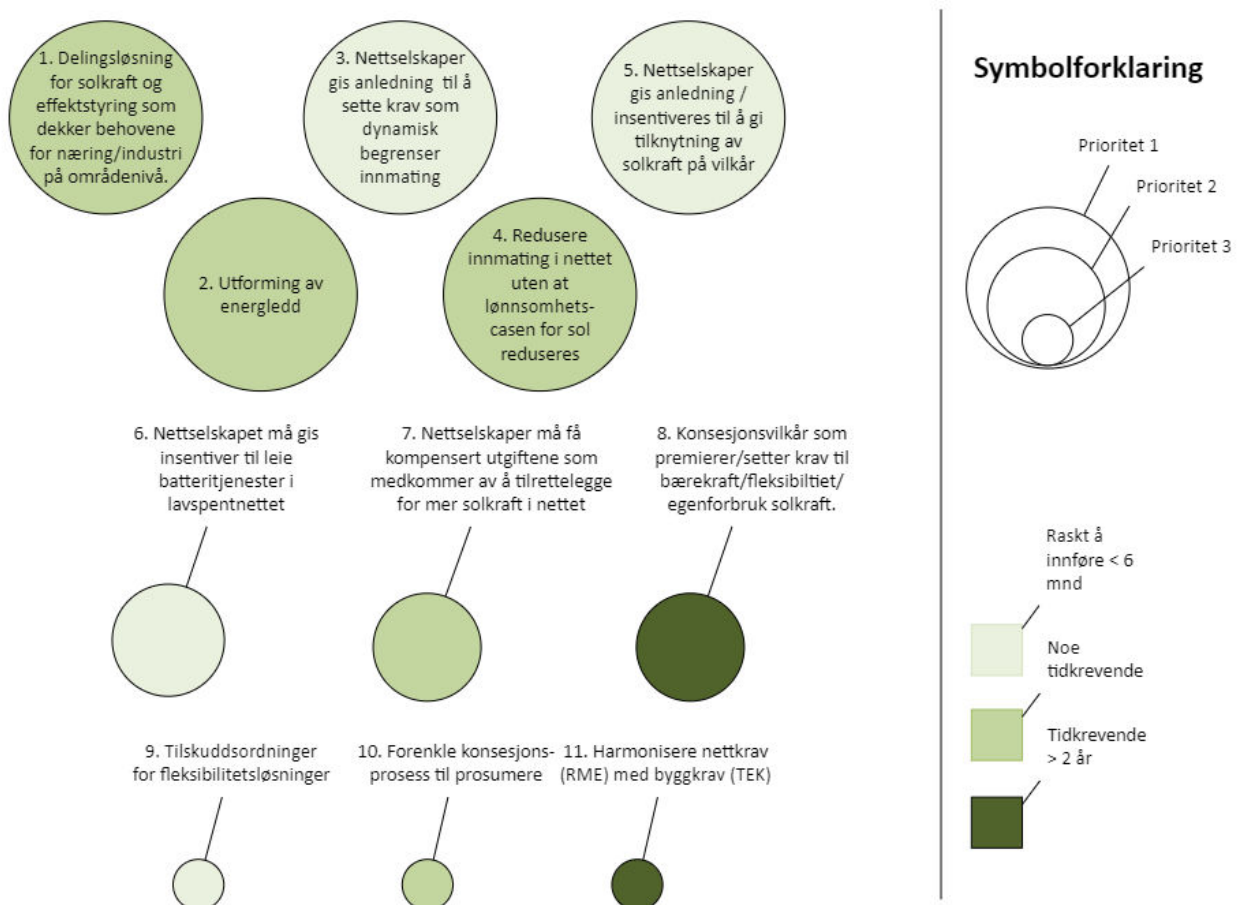 1. Delingsløsning
for solkraft og
effektstyring som
dekker behovene
for næring/industri
på områdenivå.
3. Nettselskaper
gis anledning til å
sette krav som
dynamisk
begrenser
innmating
5. Nettselskaper
gis anledning /
insentiveres til å gi
tilknytning av
solkraft på vilkår
2. Utforming av
energledd
4. Redusere
innmating i nettet
uten at
lønnsomhets-
casen for sol
reduseres
6. Nettselskapet må gis
insentiver til leie
batteritjenester i
lavspentnettet
7. Nettselskaper må få
kompensert utgiftene som
medkommer av å tilrettelegge
for mer solkraft i nettet
8. Konsesjonsvilkår som
premierer/setter krav til
bærekraft/fleksibiltiet/
egenforbruk solkraft.
9. Tilskuddsordninger
for fleksibilitetsløsninger
10. Forenkle konsesjons-
prosess til prosumere
11. Harmonisere nettkrav
(RME) med byggkrav (TEK)
Symbolforklaring
Prioritet 1
Prioritet 2
Prioritet 3
Raskt å
innføre < 6
mnd
Noe
tidkrevende
Tidkrevende
> 2 år